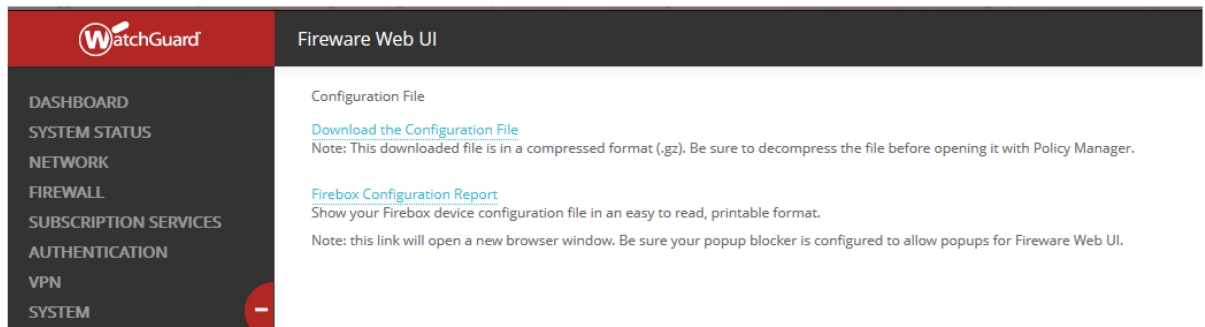 WatchGuard
Fireware Web UI
DASHBOARD
SYSTEM STATUS
NETWORK
FIREWALL
SUBSCRIPTION SERVICES
AUTHENTICATION
VPN
SYSTEM
Configuration File
Download the Configuration File
Note: This downloaded file is in a compressed format (.gz). Be sure to decompress the file before opening it with Policy Manager.
Firebox Configuration Report
Show your Firebox device configuration file in an easy to read, printable format.
Note: this link will open a new browser window. Be sure your popup blocker is configured to allow popups for Fireware Web UI.